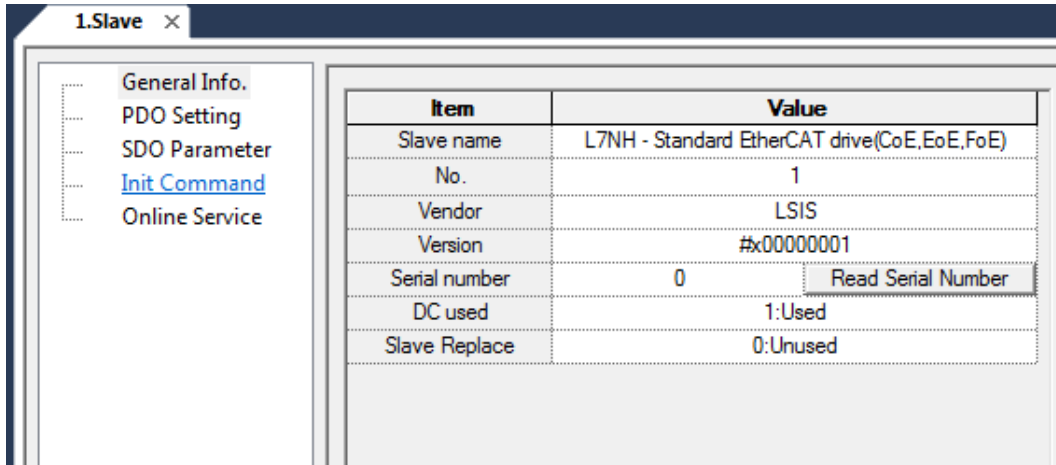 1.Slave ×
General Info.
PDO Setting
SDO Parameter
Init Command
Online Service
Item Value
Slave name L7NH - Standard EtherCAT drive(CoE,EoE,FoE)
No. 1
Vendor LSIS
Version #x00000001
Serial number 0 Read Serial Number
DC used 1:Used
Slave Replace 0:Unused